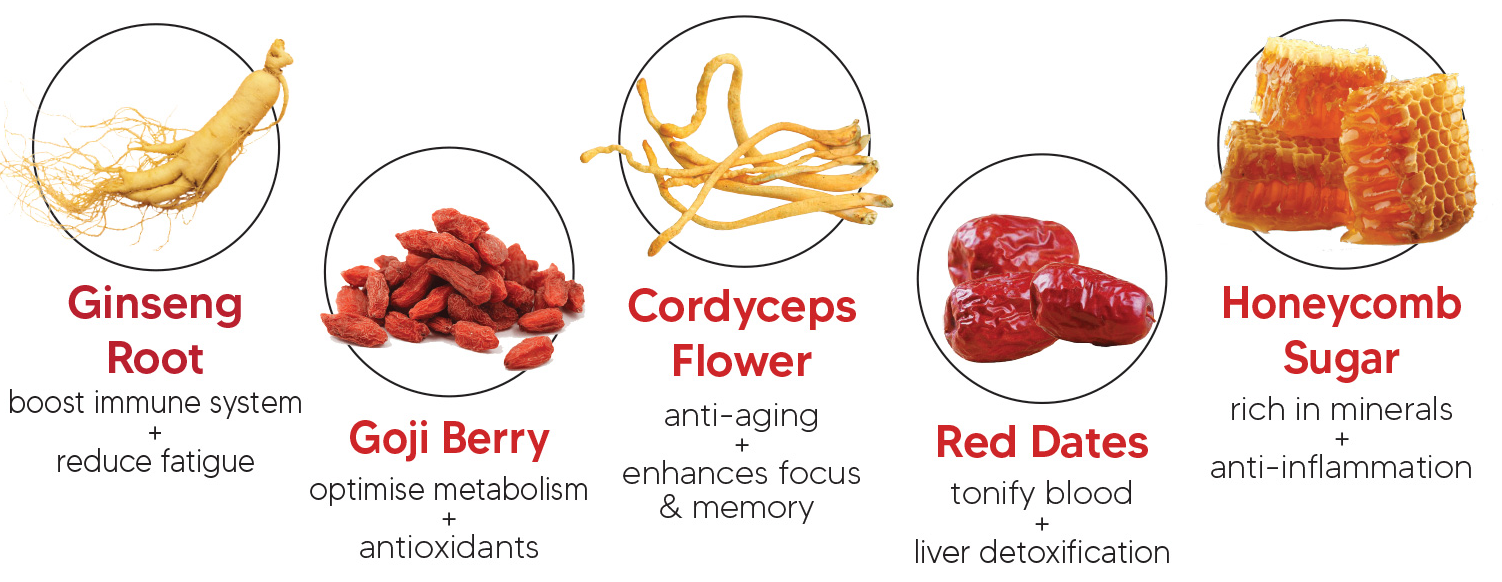 Ginseng
Root
boost immune system
+
reduce fatigue
Goji Berry
optimise metabolism
+
antioxidants
Cordyceps
Flower
anti-aging
+
enhances focus
& memory
Red Dates
tonify blood
+
liver detoxification
Honeycomb
Sugar
rich in minerals
+
anti-inflammation